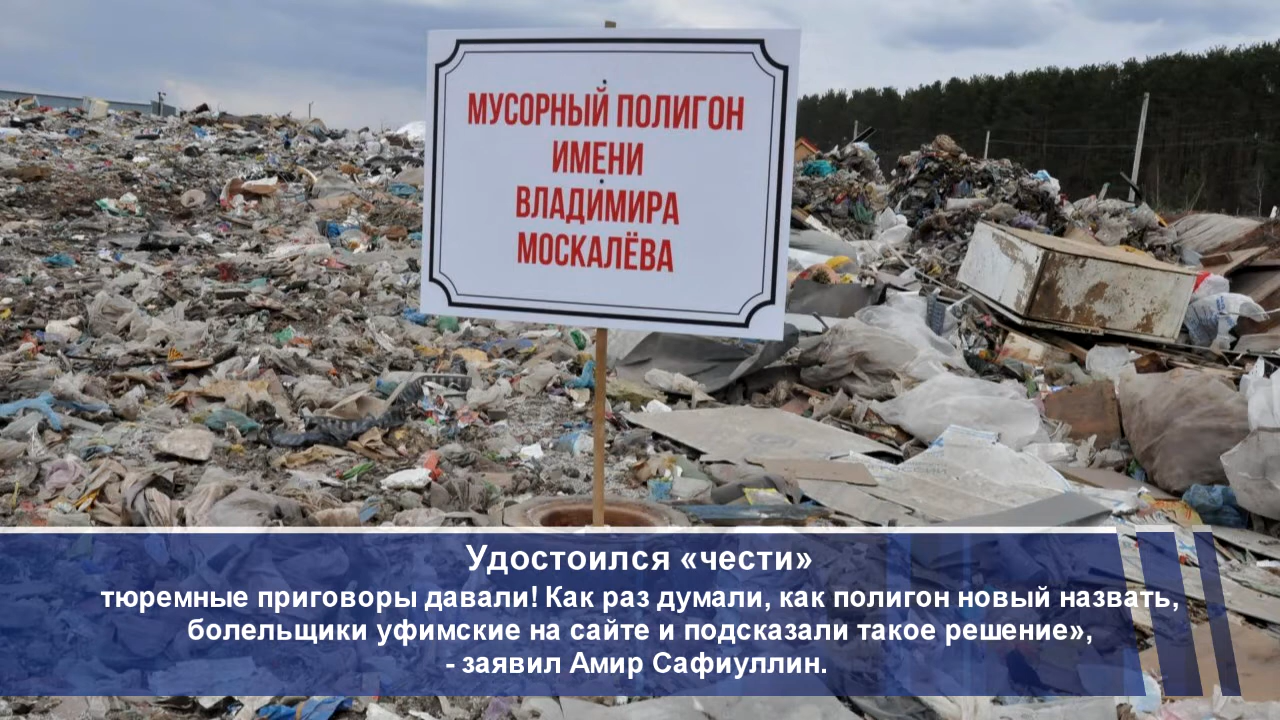 МУСОРНЫЙ ПОЛИГОН
ИМЕНИ
ВЛАДИМИРА
МОСКАЛЁВА
Удостоился «чести»
тюремные приговоры давали! Как раз думали, как полигон новый назвать,
болельщики уфимские на сайте и подсказали такое решение»,
- заявил Амир Сафиуллин.